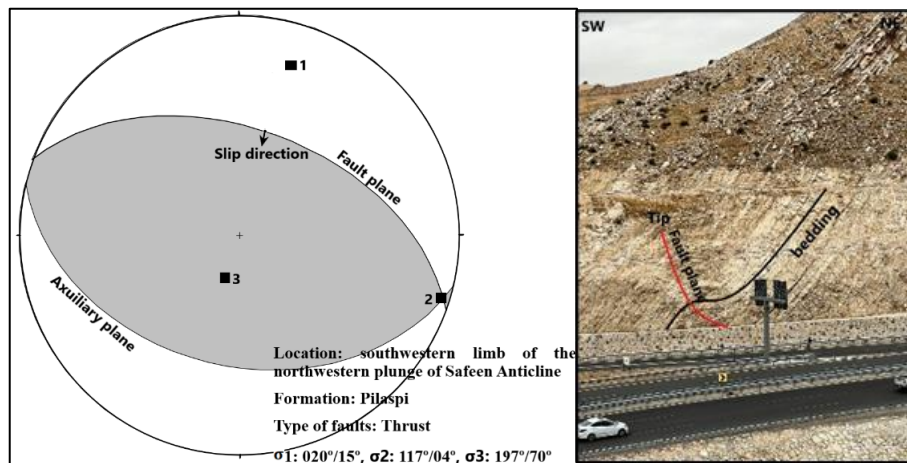 1
Slip direction
Fault plane
3
2
Axuiliary plane
Location: southwestern limb of the
northwestern plunge of Safeen Anticline
Formation: Pilaspi
Type of faults: Thrust
σ1: 020º/15º, σ2: 117º/04º, σ3: 197º/70º
SW
NE
Tip
Fault plane
bedding